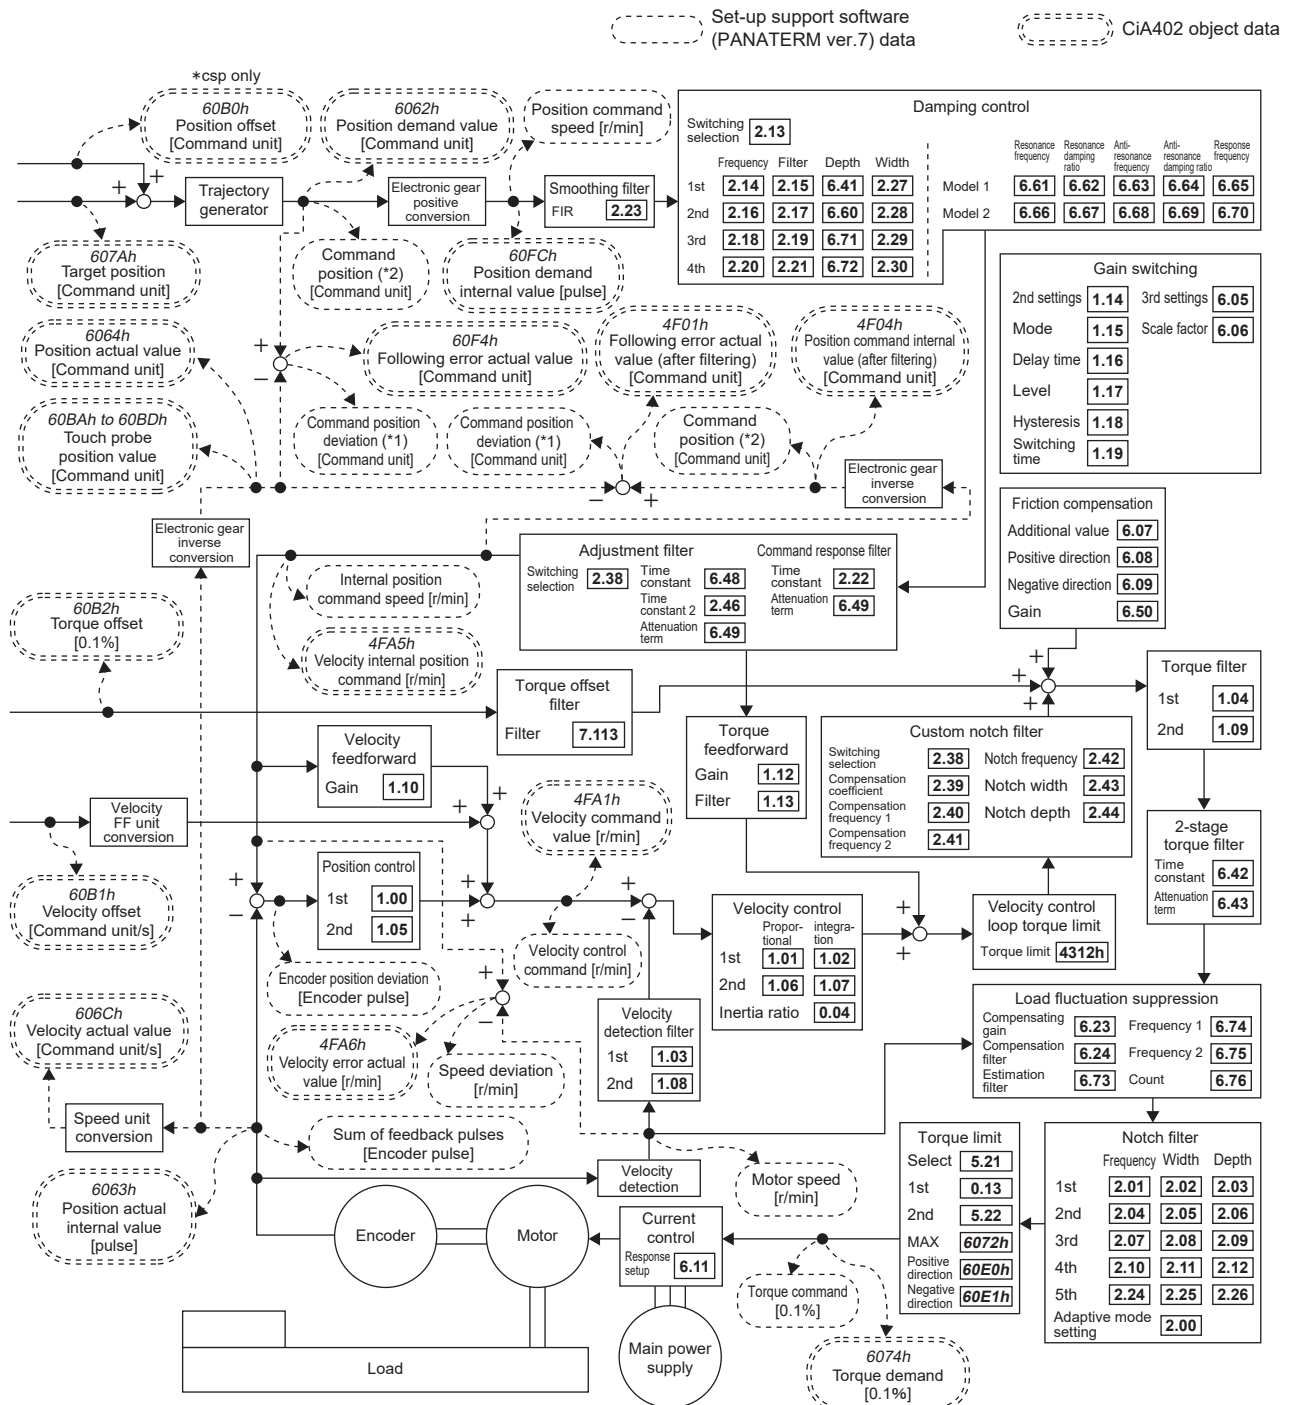 Set-up support software
(PANATERM ver.7) data
CiA402 object data
*csp only
60B0h
Position offset
[Command unit]
6062h
Position demand value
[Command unit]
Position command
speed [r/min]
Damping control
Switching
selection 2.13
Frequency Filter Depth Width
1st 2.14 2.15 6.41 2.27
2nd 2.16 2.17 6.60 2.28
3rd 2.18 2.19 6.71 2.29
4th 2.20 2.21 6.72 2.30
Resonance
frequency
Resonance
damping
ratio
Anti-
resonance
frequency
Anti-
resonance
damping ratio
Response
frequency
Model 1 6.61 6.62 6.63 6.64 6.65
Model 2 6.66 6.67 6.68 6.69 6.70
+
+
Trajectory
generator
Electronic gear
positive
conversion
Smoothing filter
FIR 2.23
607Ah
Target position
[Command unit]
Command
position (*2)
[Command unit]
60FCh
Position demand
internal value [pulse]
Gain switching
2nd settings 1.14 3rd settings 6.05
Mode 1.15 Scale factor 6.06
Delay time 1.16
Level 1.17
Hysteresis 1.18
Switching
time 1.19
6064h
Position actual value
[Command unit]
+
−
60F4h
Following error actual value
[Command unit]
4F01h
Following error actual
value (after filtering)
[Command unit]
4F04h
Position command internal
value (after filtering)
[Command unit]
60BAh to 60BDh
Touch probe
position value
[Command unit]
Command position
deviation (*1)
[Command unit]
Command position
deviation (*1)
[Command unit]
Command
position (*2)
[Command unit]
Electronic gear
inverse
conversion
−
+
Electronic gear
inverse
conversion
Friction compensation
Additional value 6.07
Positive direction 6.08
Negative direction 6.09
Gain 6.50
Adjustment filter
Switching
selection 2.38
Time
constant 6.48
Time
constant 2 2.46
Attenuation
term 6.49
Command response filter
Time
constant 2.22
Attenuation
term 6.49
Internal position
command speed [r/min]
60B2h
Torque offset
[0.1%]
4FA5h
Velocity internal position
command [r/min]
Torque offset
filter
Filter 7.113
+
+
+
Torque filter
1st 1.04
2nd 1.09
Velocity
feedforward
Gain 1.10
Torque
feedforward
Gain 1.12
Filter 1.13
Custom notch filter
Switching
selection 2.38
Compensation
coefficient 2.39
Compensation
frequency 1 2.40
Compensation
frequency 2 2.41
Notch frequency 2.42
Notch width 2.43
Notch depth 2.44
Velocity
FF unit
conversion
+
+
4FA1h
Velocity command
value [r/min]
2-stage
torque filter
Time
constant 6.42
Attenuation
term 6.43
60B1h
Velocity offset
[Command unit/s]
+
−
Position control
1st 1.00
2nd 1.05
+
+
+
−
Velocity control
Propor-
tional
integra-
tion
1st 1.01 1.02
2nd 1.06 1.07
Inertia ratio 0.04
+
+
Velocity control
loop torque limit
Torque limit 4312h
Encoder position deviation
[Encoder pulse]
Velocity control
command [r/min]
+
−
606Ch
Velocity actual value
[Command unit/s]
4FA6h
Velocity error actual
value [r/min]
Speed deviation
[r/min]
Velocity
detection filter
1st 1.03
2nd 1.08
Load fluctuation suppression
Compensating
gain 6.23
Compensation
filter 6.24
Estimation
filter 6.73
Frequency 1 6.74
Frequency 2 6.75
Count 6.76
Speed unit
conversion
Sum of feedback pulses
[Encoder pulse]
Velocity
detection
Motor speed
[r/min]
Torque limit
Select 5.21
1st 0.13
2nd 5.22
MAX 6072h
Positive
direction 60E0h
Negative
direction 60E1h
Notch filter
Frequency Width Depth
1st 2.01 2.02 2.03
2nd 2.04 2.05 2.06
3rd 2.07 2.08 2.09
4th 2.10 2.11 2.12
5th 2.24 2.25 2.26
Adaptive mode
setting 2.00
6063h
Position actual
internal value
[pulse]
Encoder
Motor
Current
control
Response
setup 6.11
Torque command
[0.1%]
Load
Main power
supply
6074h
Torque demand
[0.1%]